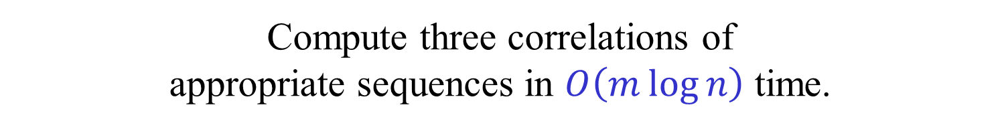 Compute three correlations of
appropriate sequences in O(m log n) time.